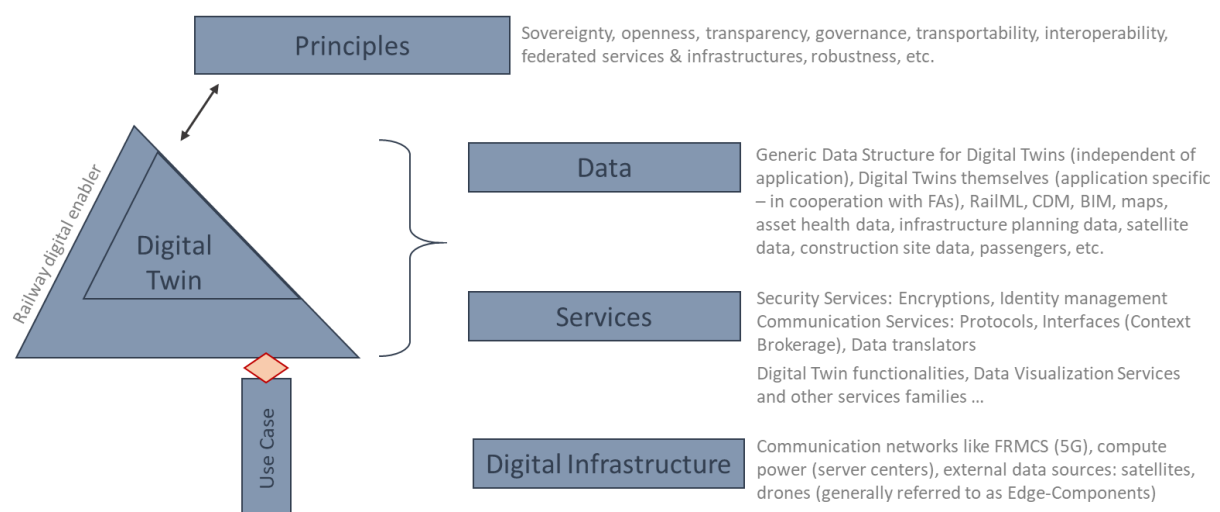 Principles
Sovereignty, openness, transparency, governance, transportability, interoperability,
federated services & infrastructures, robustness, etc.
Railway digital enabler
Digital
Twin
Data
Generic Data Structure for Digital Twins (independent of
application), Digital Twins themselves (application specific
– in cooperation with FAs), RailML, CDM, BIM, maps,
asset health data, infrastructure planning data, satellite
data, construction site data, passengers, etc.
Services
Security Services: Encryptions, Identity management
Communication Services: Protocols, Interfaces (Context
Brokerage), Data translators
Digital Twin functionalities, Data Visualization Services
and other services families ...
Use Case
Digital Infrastructure
Communication networks like FRMCS (5G), compute
power (server centers), external data sources: satellites,
drones (generally referred to as Edge-Components)